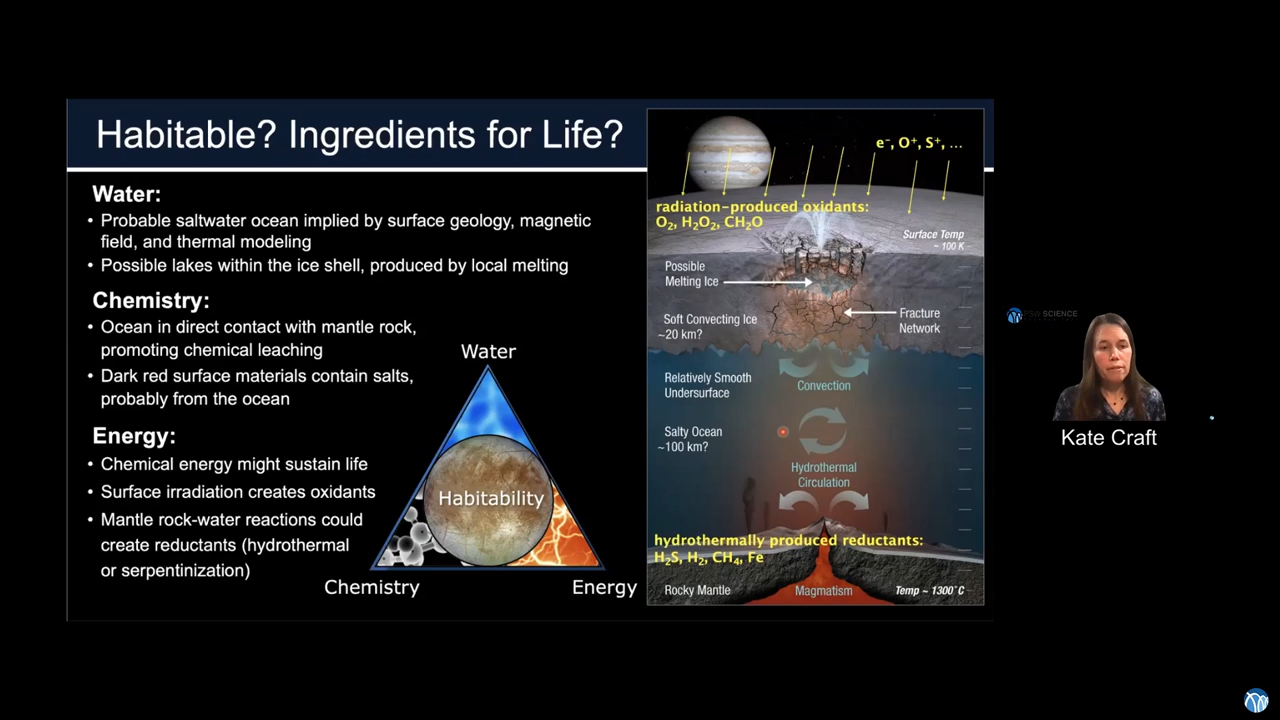 Habitable? Ingredients for Life?
Water:
• Probable saltwater ocean implied by surface geology, magnetic
field, and thermal modeling
• Possible lakes within the ice shell, produced by local melting
Chemistry:
• Ocean in direct contact with mantle rock,
promoting chemical leaching
• Dark red surface materials contain salts,
probably from the ocean
Energy:
• Chemical energy might sustain life
• Surface irradiation creates oxidants
• Mantle rock-water reactions could
create reductants (hydrothermal
or serpentinization)
Water
Habitability
Chemistry
Energy
e⁻, O⁺, S⁺, ...
radiation-produced oxidants:
O₂, H₂O₂, CH₂O
Surface Temp
~ 100 K
Possible
Melting Ice
Soft Convecting Ice
~20 km?
Fracture
Network
Relatively Smooth
Undersurface
Convection
Salty Ocean
~100 km?
Hydrothermal
Circulation
hydrothermally produced reductants:
H₂S, H₂, CH₄, Fe
Rocky Mantle
Magmatism
Temp ~ 1300°C
PSW SCIENCE
Kate Craft